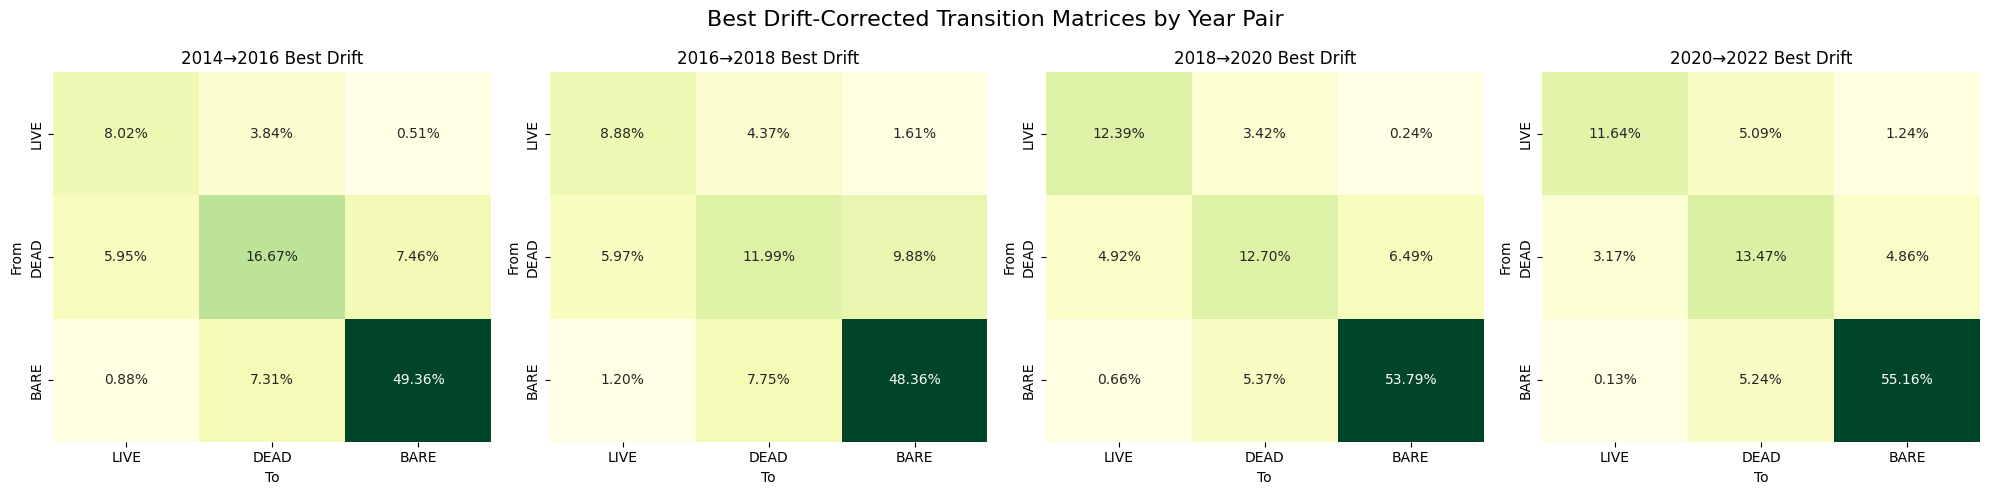 Best Drift-Corrected Transition Matrices by Year Pair
2014→2016 Best Drift
LIVE 8.02% 3.84% 0.51%
From
DEAD 5.95% 16.67% 7.46%
BARE 0.88% 7.31% 49.36%
LIVE DEAD BARE
To
2016→2018 Best Drift
LIVE 8.88% 4.37% 1.61%
From
DEAD 5.97% 11.99% 9.88%
BARE 1.20% 7.75% 48.36%
LIVE DEAD BARE
To
2018→2020 Best Drift
LIVE 12.39% 3.42% 0.24%
From
DEAD 4.92% 12.70% 6.49%
BARE 0.66% 5.37% 53.79%
LIVE DEAD BARE
To
2020→2022 Best Drift
LIVE 11.64% 5.09% 1.24%
From
DEAD 3.17% 13.47% 4.86%
BARE 0.13% 5.24% 55.16%
LIVE DEAD BARE
To